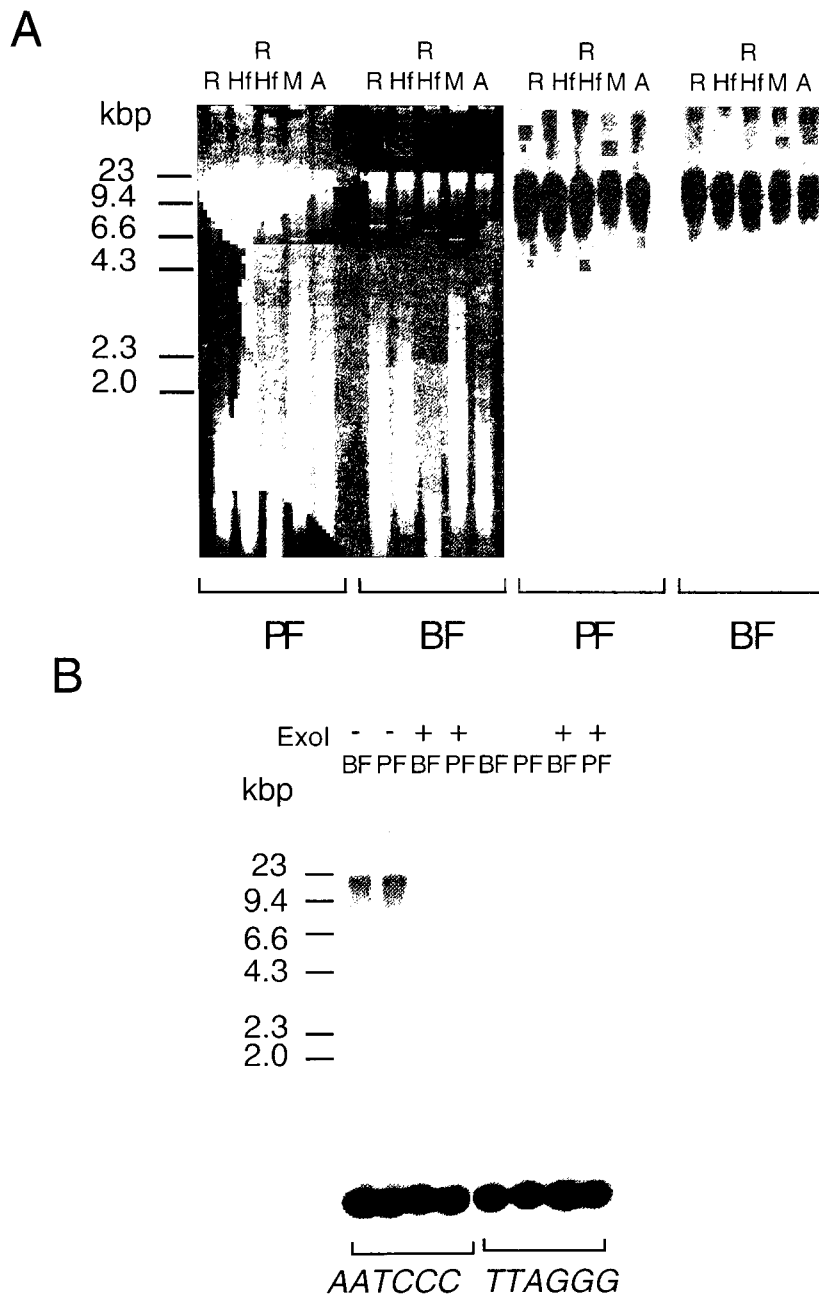 A
R R R R
R Hf Hf M A R Hf Hf M A R Hf Hf M A R Hf Hf M A
kbp
23
9.4
6.6
4.3
2.3
2.0
PF BF PF BF
B
ExoI - - + + + +
BF PF BF PF BF PF BF PF
kbp
23
9.4
6.6
4.3
2.3
2.0
AATCCC TTAGGG